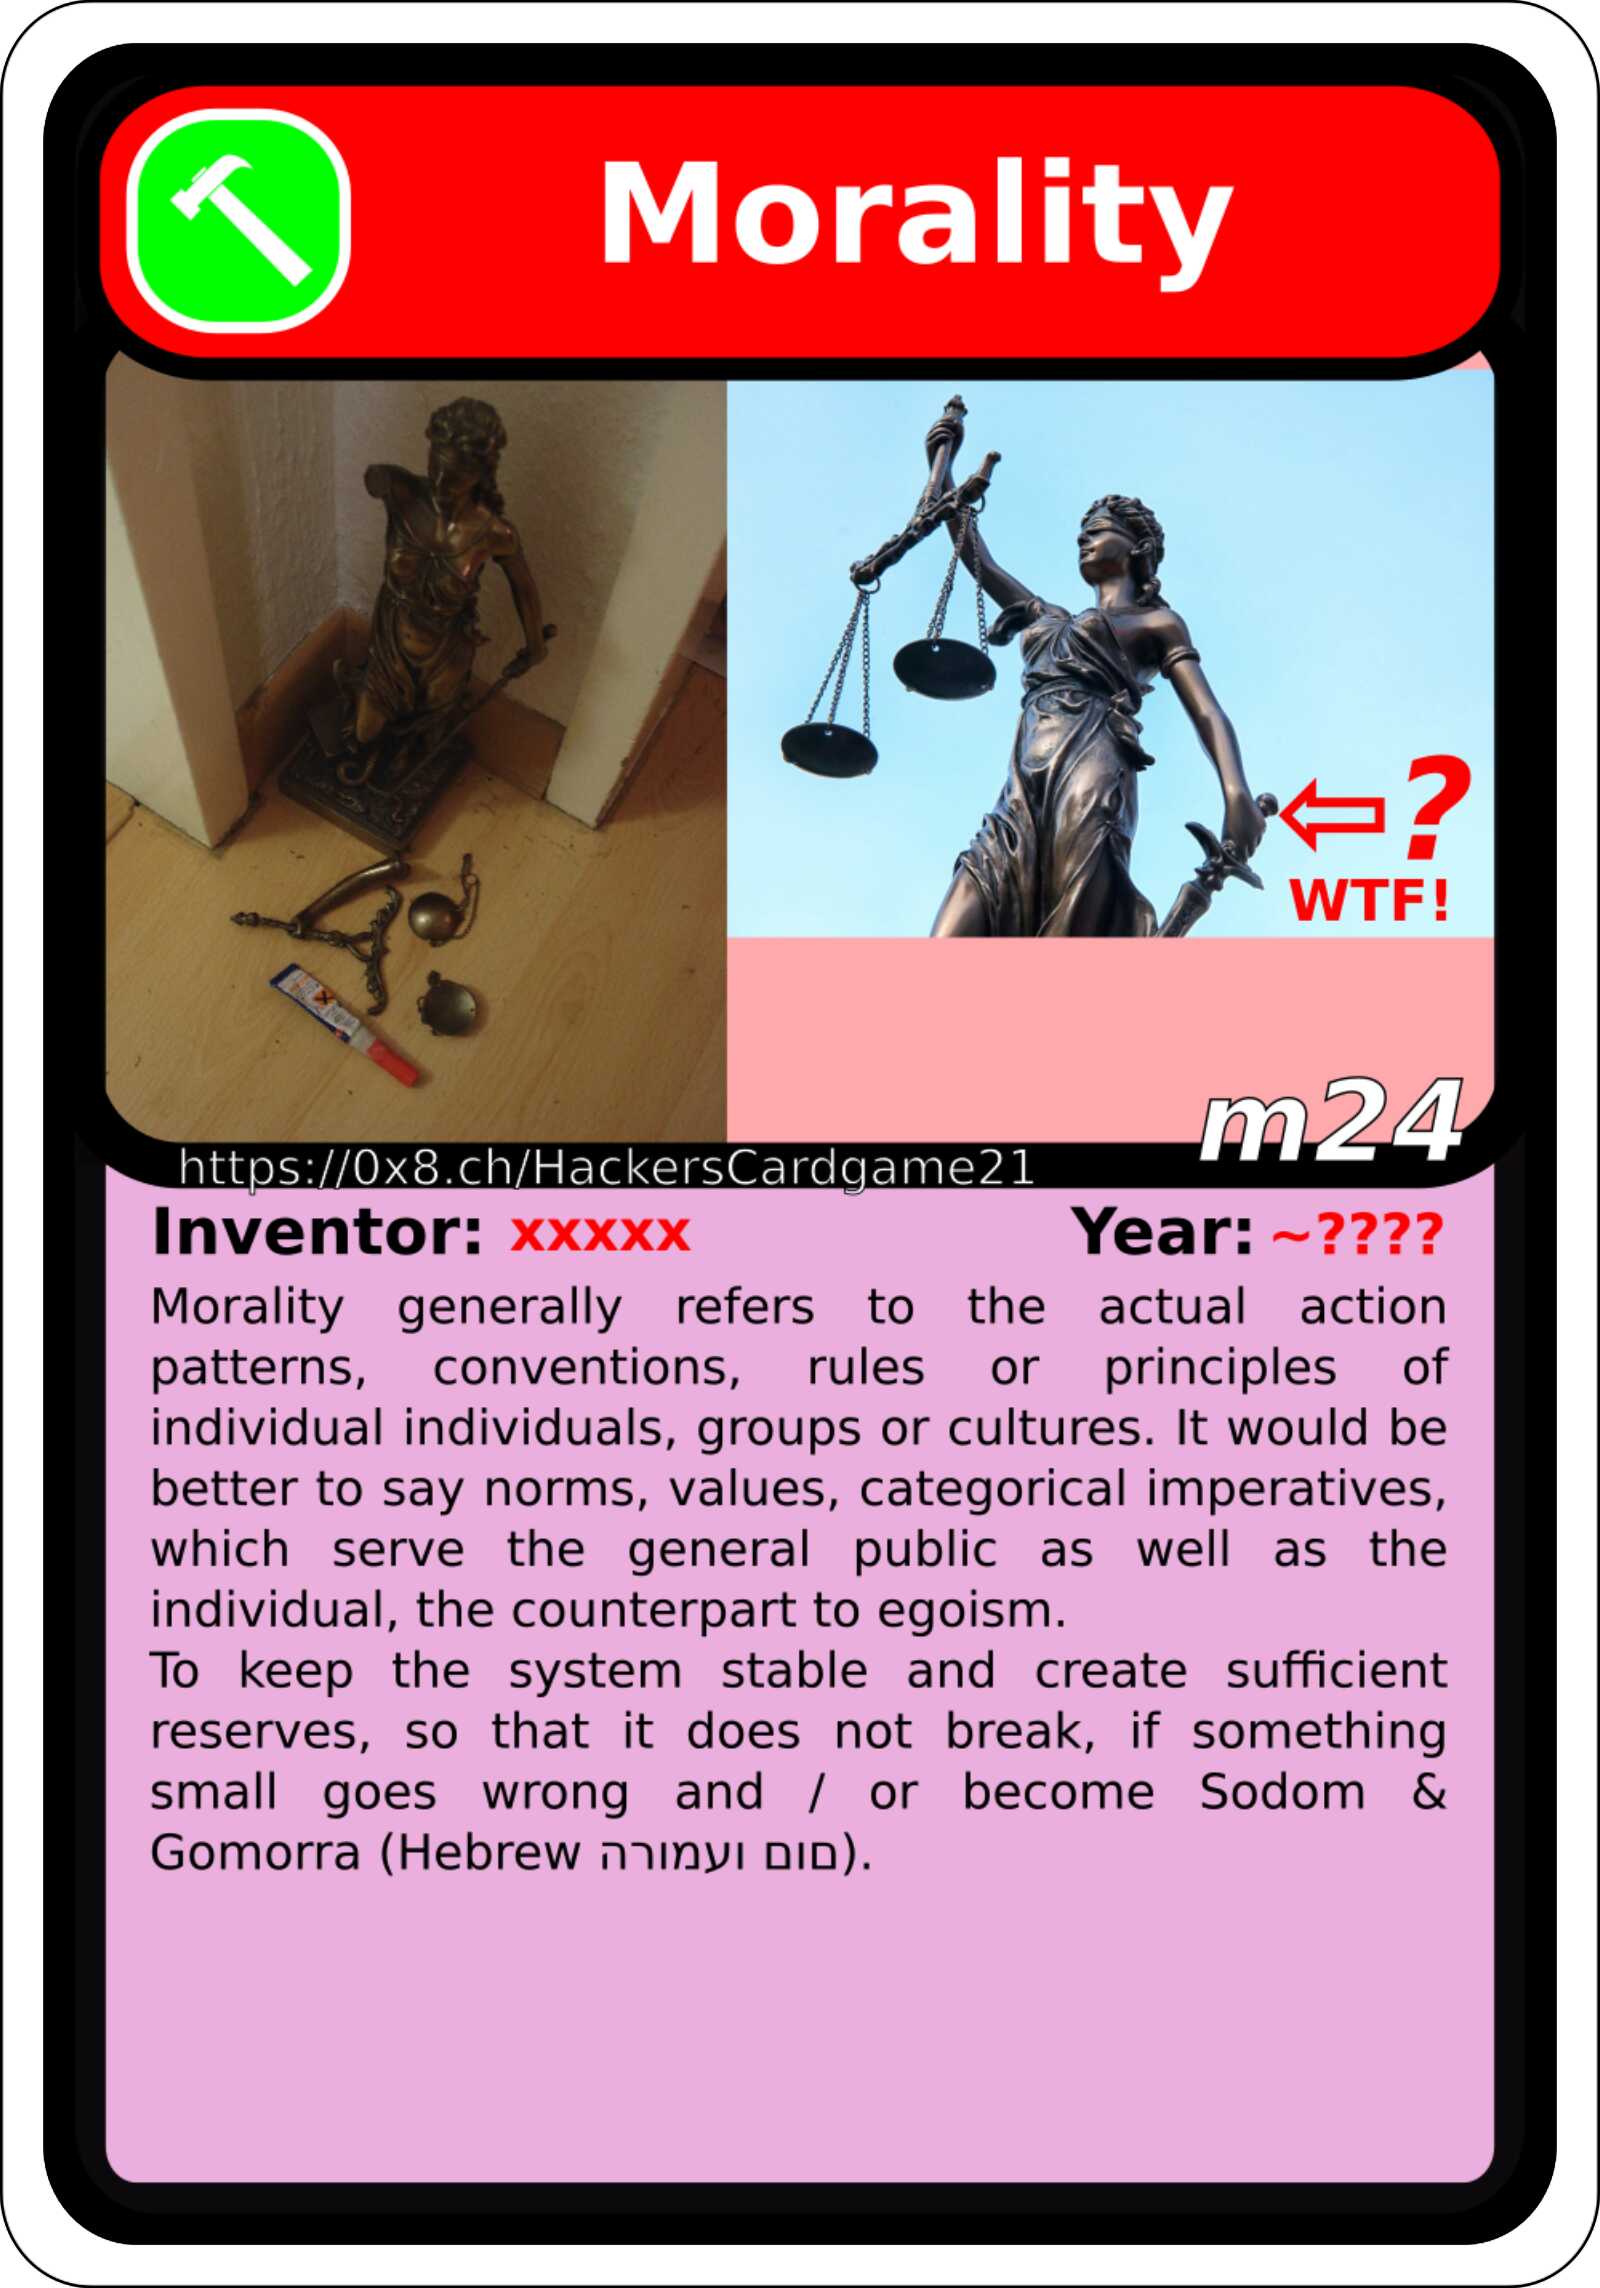 Morality
?
WTF!
m24
https://0x8.ch/HackersCardgame21
Inventor: xxxxx Year: ~????
Morality generally refers to the actual action
patterns, conventions, rules or principles of
individual individuals, groups or cultures. It would be
better to say norms, values, categorical imperatives,
which serve the general public as well as the
individual, the counterpart to egoism.
To keep the system stable and create sufficient
reserves, so that it does not break, if something
small goes wrong and / or become Sodom &
Gomorra (Hebrew םום ועמורה).